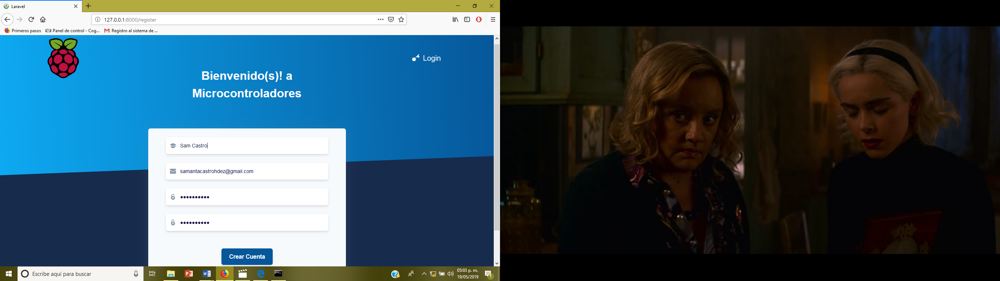 Laravel
127.0.0.1:8000/register
Primeros pasos
Panel de control - Cog...
Registro al sistema de ...
Login
Bienvenido(s)! a
Microcontroladores
Sam Castro
samantacastrohdez@gmail.com
••••••••••
••••••••••
Crear Cuenta
Escribe aquí para buscar
05:03 p. m.
19/05/2019
1